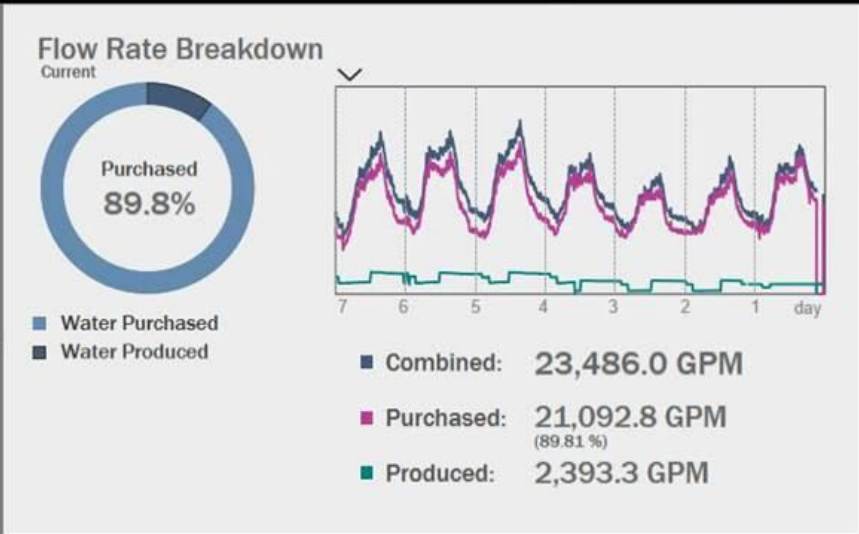 Flow Rate Breakdown
Current
Purchased
89.8%
Water Purchased
Water Produced
7 6 5 4 3 2 1 day
Combined: 23,486.0 GPM
Purchased: 21,092.8 GPM
(89.81 %)
Produced: 2,393.3 GPM